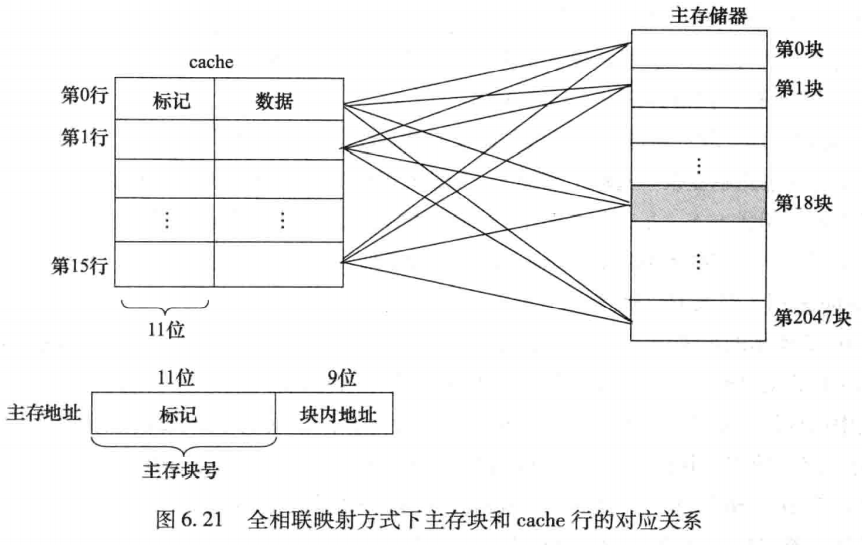 主存储器
cache
第0块
第0行 标记 数据
第1块
第1行
⋮
⋮ ⋮
第18块
第15行
⋮
11位
第2047块
11位 9位
主存地址 标记 块内地址
主存块号
图 6.21 全相联映射方式下主存块和 cache 行的对应关系